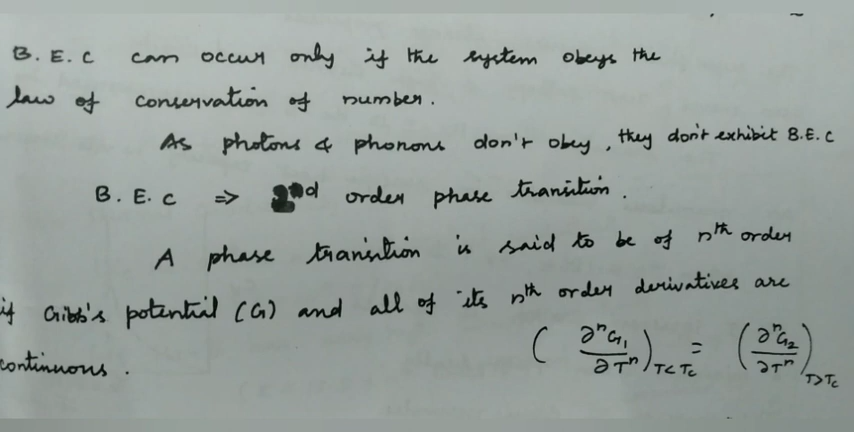 B.E.C can occur only if the system obeys the
law of conservation of number.
As photons & phonons don't obey, they don't exhibit B.E.C
B.E.C ⇒ 2nd order phase transition.
A phase transition is said to be of nth order
if Gibb's potential (G) and all of its nth order derivatives are
continuous. (∂ⁿG₁/∂Tⁿ)T<Tc = (∂ⁿG₂/∂Tⁿ)T>Tc